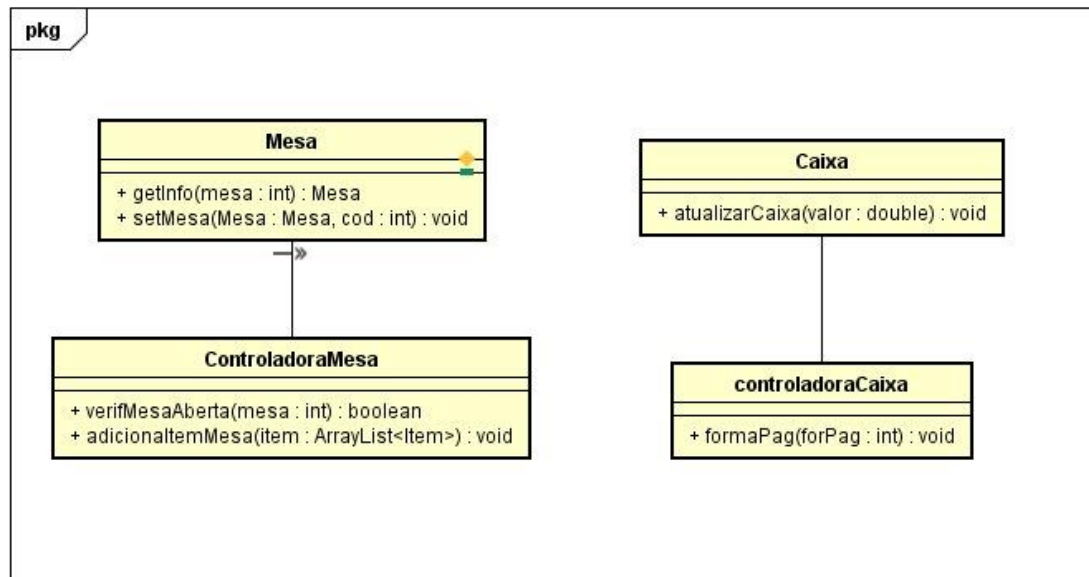 pkg
Mesa
+ getInfo(mesa : int) : Mesa
+ setMesa(Mesa : Mesa, cod : int) : void
Caixa
+ atualizarCaixa(valor : double) : void
ControladoraMesa
+ verifMesaAberta(mesa : int) : boolean
+ adicionaItemMesa(item : ArrayList<Item>) : void
controladoraCaixa
+ formaPag(forPag : int) : void